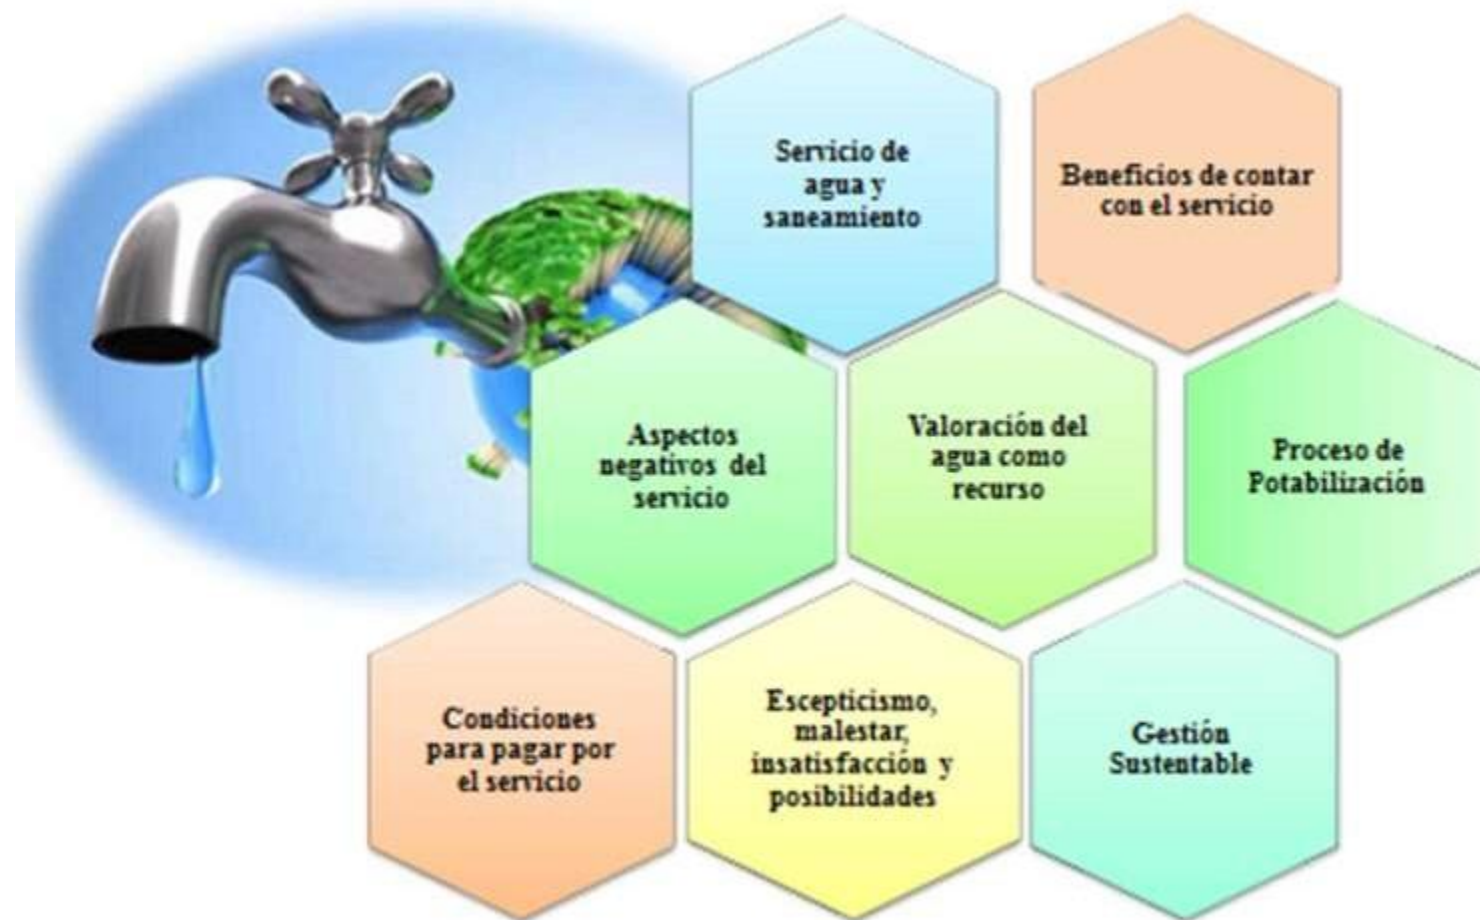 Servicio de
agua y
saneamiento
Beneficios de contar
con el servicio
Aspectos
negativos del
servicio
Valoración del
agua como
recurso
Proceso de
Potabilización
Condiciones
para pagar por
el servicio
Escepticismo,
malestar,
insatisfacción y
posibilidades
Gestión
Sustentable